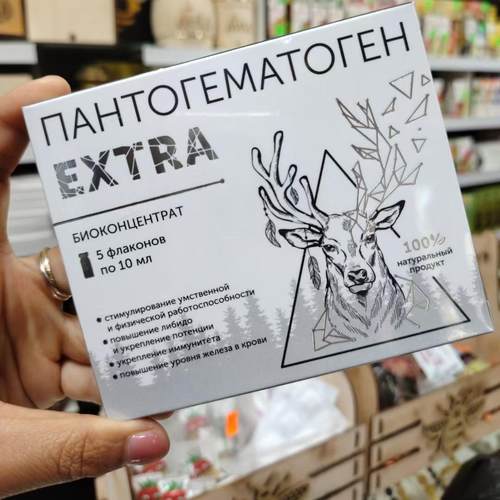 ПАНТОГЕМАТОГЕН
EXTRA
БИОКОНЦЕНТРАТ
5 флаконов
по 10 мл
• стимулирование умственной
и физической работоспособности
• повышение либидо
и укрепление потенции
• укрепление иммунитета
• повышение уровня железа в крови
100%
натуральный
продукт